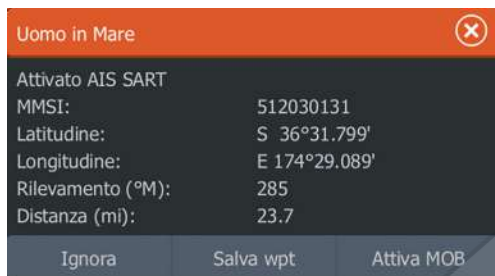 Uomo in Mare
Attivato AIS SART
MMSI: 512030131
Latitudine: S 36°31.799'
Longitudine: E 174°29.089'
Rilevamento (°M): 285
Distanza (mi): 23.7
Ignora Salva wpt Attiva MOB